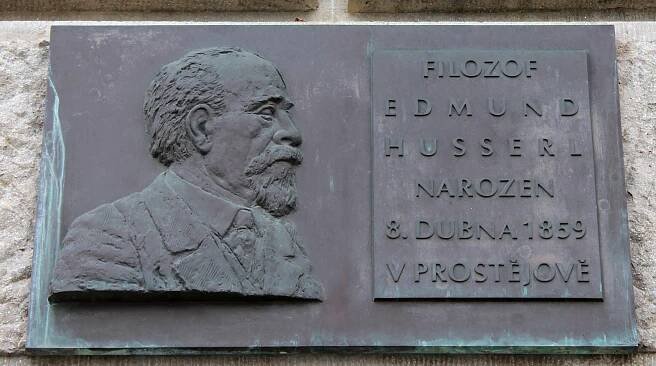 FILOZOF
EDMUND
HUSSERL
NAROZEN
8. DUBNA 1859
V PROSTĚJOVĚ